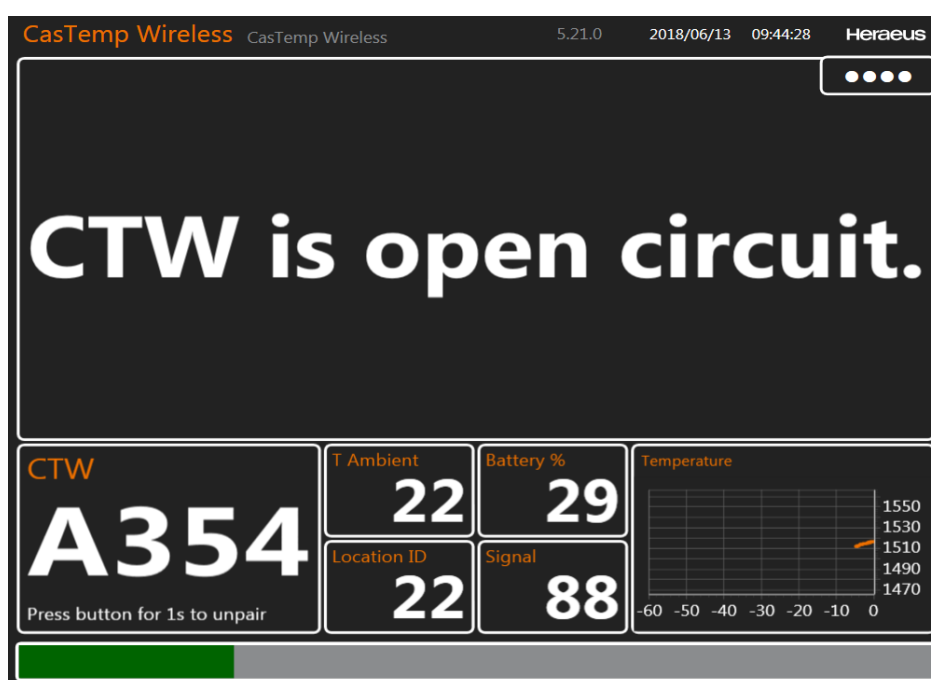 CasTemp Wireless CasTemp Wireless 5.21.0 2018/06/13 09:44:28 Heraeus
CTW is open circuit.
CTW
A354
Press button for 1s to unpair
T Ambient
22
Battery %
29
Location ID
22
Signal
88
Temperature
1550
1530
1510
1490
1470
-60 -50 -40 -30 -20 -10 0